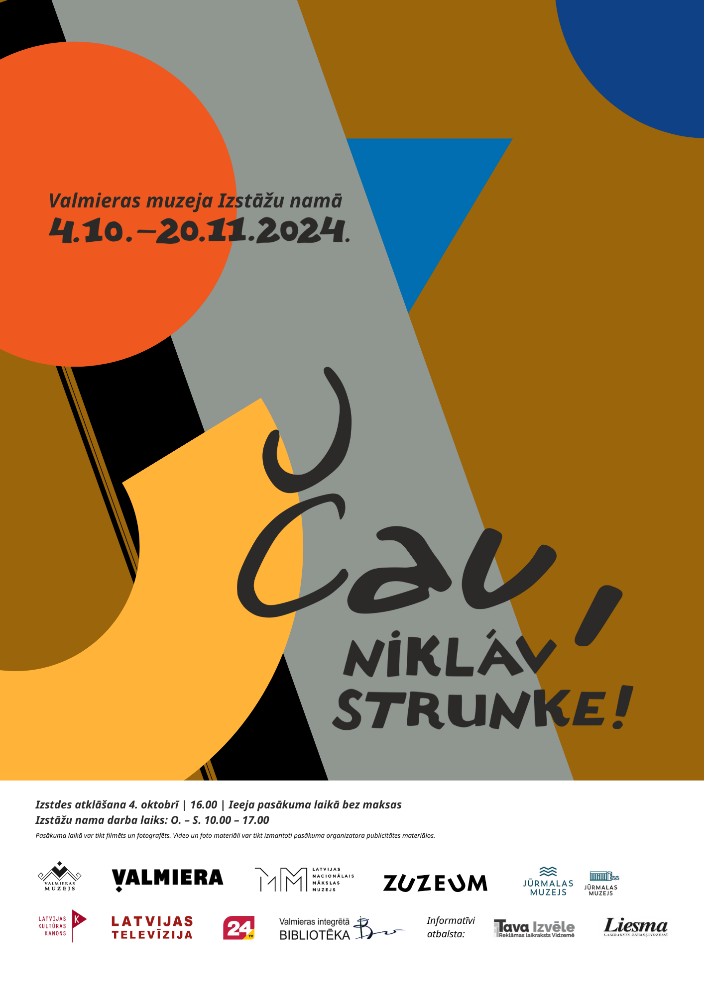 Valmieras muzeja Izstāžu namā
4.10.–20.11.2024.
Čau,
NIKLĀV
STRUNKE!
Izstdes atklāšana 4. oktobrī | 16.00 | Ieeja pasākuma laikā bez maksas
Izstāžu nama darba laiks: O. – S. 10.00 – 17.00
Pasākuma laikā var tikt filmēts un fotografēts. Video un foto materiāli var tikt izmantoti pasākuma organizatora publicitātes materiālos.
VALMIERAS
MUZEJS
VALMIERA
LATVIJAS
NACIONĀLAIS
MĀKSLAS
MUZEJS
ZUZEUM
JŪRMALAS
MUZEJS
JŪRMALAS
MUZEJS
LATVIJAS
KULTŪRAS
KANONS
K
LATVIJAS
TELEVĪZIJA
24
Valmieras integrētā
BIBLIOTĒKA
Informatīvi
atbalsta:
Tava Izvēle
Reklāmas laikraksts Vidzemē
Liesma